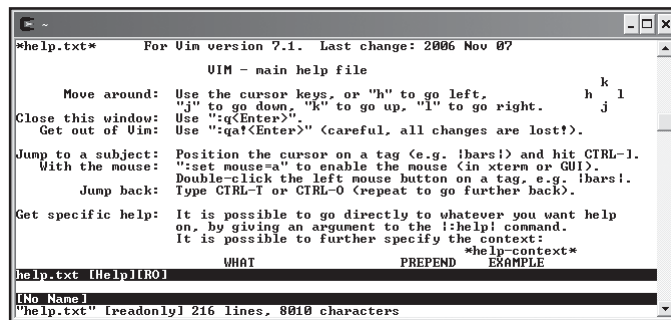 ~
*help.txt*      For Vim version 7.1.  Last change: 2006 Nov 07
VIM - main help file
k
Move around:  Use the cursor keys, or "h" to go left,            h   l
"j" to go down, "k" to go up, "l" to go right.       j
Close this window:  Use ":q<Enter>".
Get out of Vim:  Use ":qa!<Enter>" (careful, all changes are lost!).
Jump to a subject:  Position the cursor on a tag (e.g. |bars|) and hit CTRL-].
With the mouse:  ":set mouse=a" to enable the mouse (in xterm or GUI).
Double-click the left mouse button on a tag, e.g. |bars|.
Jump back:  Type CTRL-T or CTRL-O (repeat to go further back).
Get specific help:  It is possible to go directly to whatever you want help
on, by giving an argument to the |:help| command.
It is possible to further specify the context:
*help-context*
WHAT                  PREPEND    EXAMPLE
help.txt [Help][RO]
[No Name]
"help.txt" [readonly] 216 lines, 8010 characters